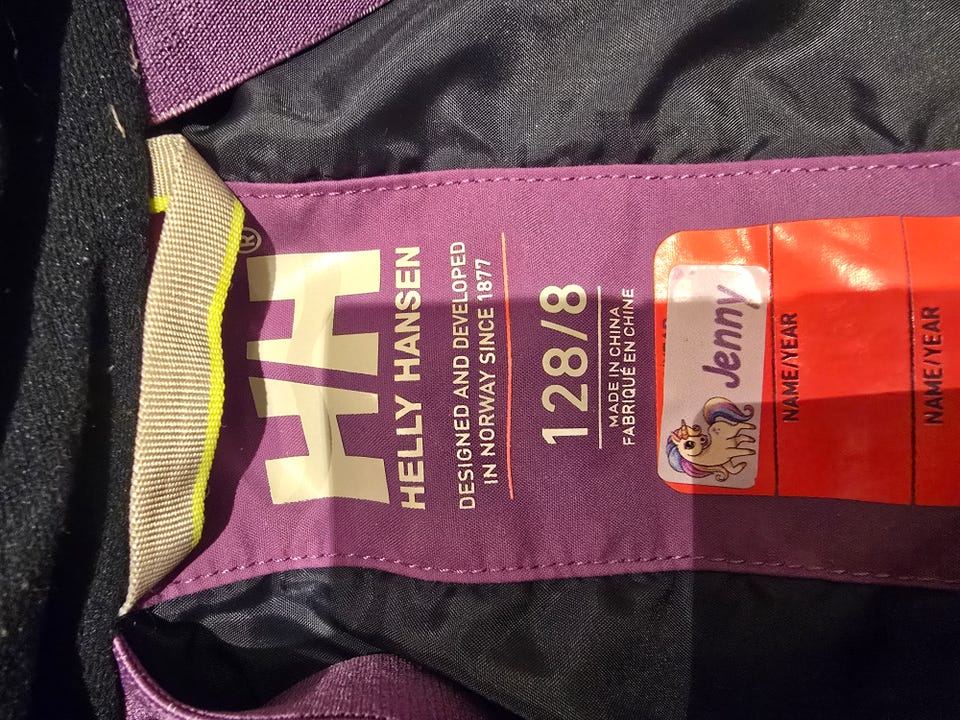 HH®
HELLY HANSEN
DESIGNED AND DEVELOPED
IN NORWAY SINCE 1877
128/8
MADE IN CHINA
FABRIQUÉ EN CHINE
Jenny
NAME/YEAR
NAME/YEAR